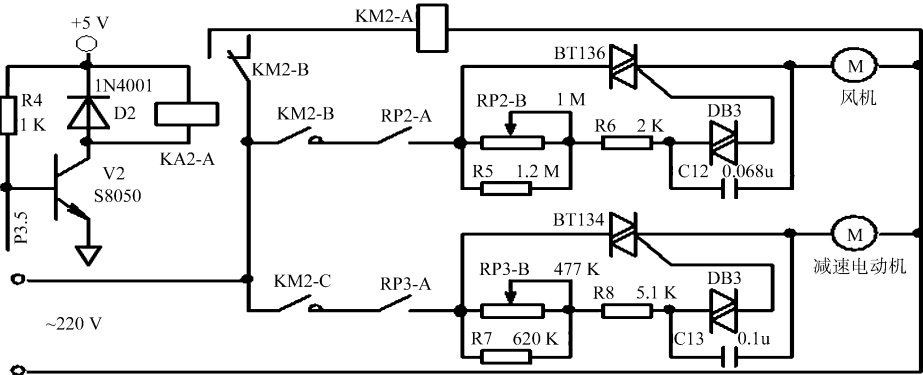 KM2-A
+5 V
BT136
M
KM2-B
风机
1N4001
R4
1 K
D2
KM2-B
RP2-A
RP2-B
1 M
R6
2 K
DB3
KA2-A
V2
S8050
R5
1.2 M
C12
0.068u
P3.5
BT134
M
减速电动机
KM2-C
RP3-A
RP3-B
477 K
R8
5.1 K
DB3
~220 V
R7
620 K
C13
0.1u